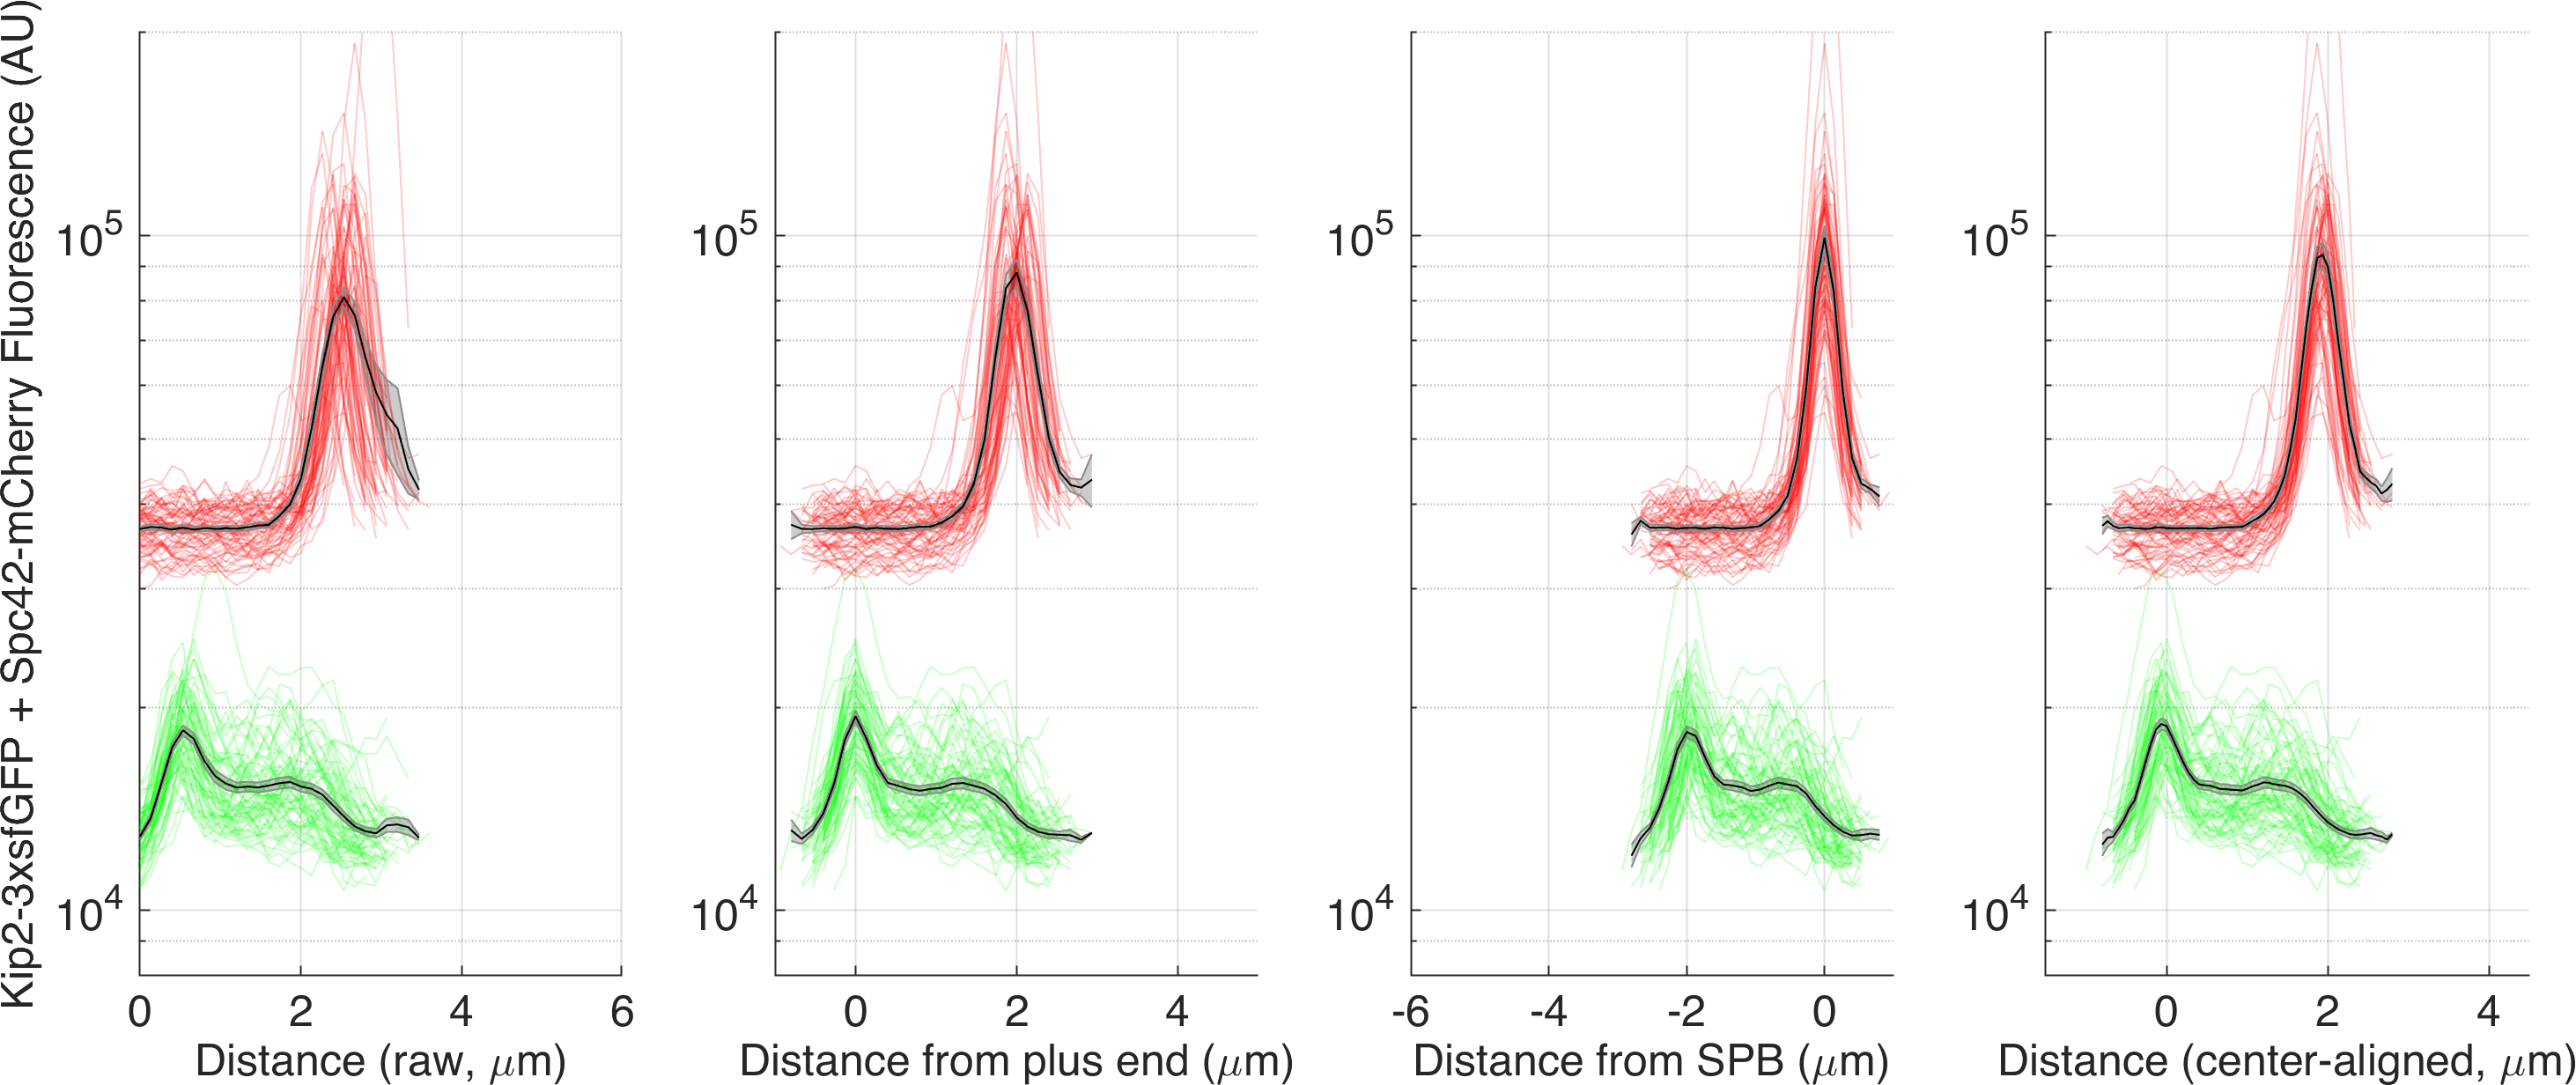 Kip2-3xsfGFP + Spc42-mCherry Fluorescence (AU)
10^5
10^4
0 2 4 6
Distance (raw, μm)
10^5
10^4
0 2 4
Distance from plus end (μm)
10^5
10^4
-6 -4 -2 0
Distance from SPB (μm)
10^5
10^4
0 2 4
Distance (center-aligned, μm)